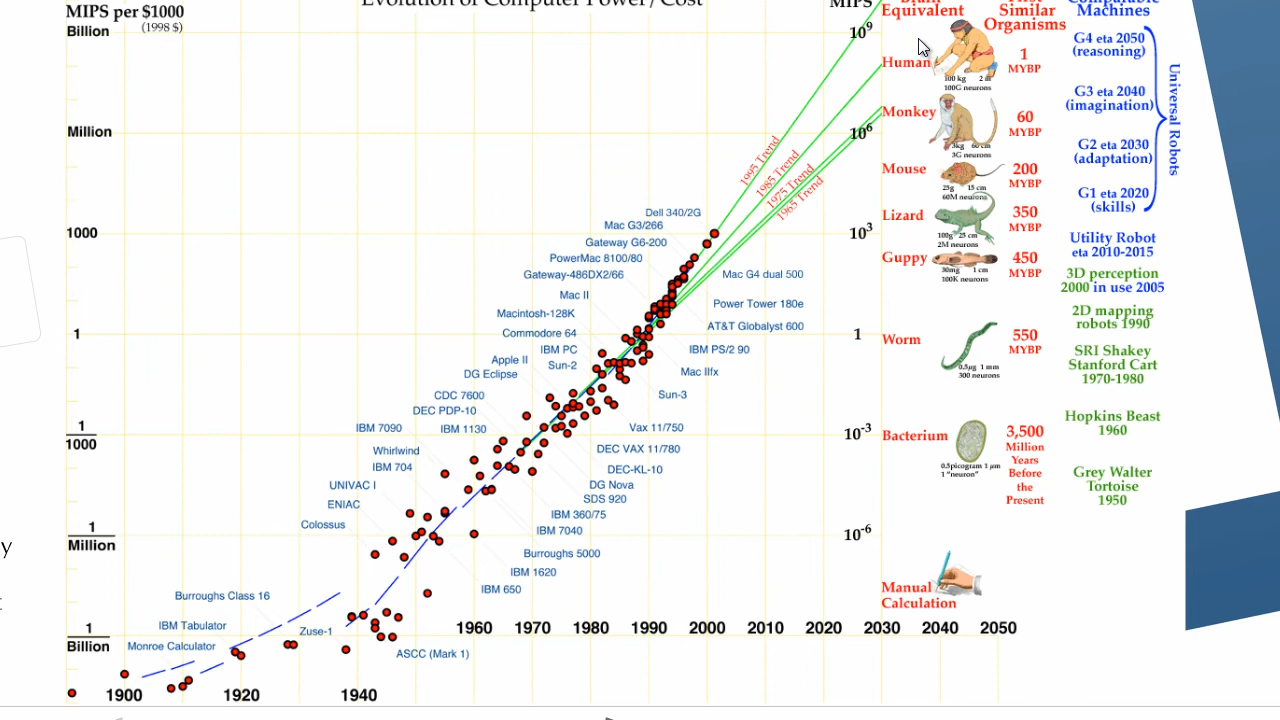 Evolution of Computer Power/Cost
MIPS per $1000
(1998 $)
Billion
Million
1000
1
1
1000
1
Million
1
Billion
1900
1920
1940
1960
1970
1980
1990
2000
2010
2020
2030
2040
2050
MIPS
10⁹
10⁶
10³
1
10⁻³
10⁻⁶
1995 Trend
1985 Trend
1975 Trend
1965 Trend
Dell 340/2G
Mac G3/266
Gateway G6-200
PowerMac 8100/80
Gateway-486DX2/66
Mac II
Macintosh-128K
Commodore 64
IBM PC
Sun-2
Apple II
DG Eclipse
CDC 7600
DEC PDP-10
IBM 1130
IBM 7090
Whirlwind
IBM 704
UNIVAC I
ENIAC
Colossus
Burroughs Class 16
IBM Tabulator
Zuse-1
Monroe Calculator
ASCC (Mark 1)
Mac G4 dual 500
Power Tower 180e
AT&T Globalyst 600
IBM PS/2 90
Mac IIfx
Sun-3
Vax 11/750
DEC VAX 11/780
DEC-KL-10
DG Nova
SDS 920
IBM 360/75
IBM 7040
Burroughs 5000
IBM 1620
IBM 650
Brain
Equivalent
Similar
Organisms
Comparable
Machines
Human
100 kg 2 m
100G neurons
1
MYBP
Monkey
3kg 60 cm
3G neurons
60
MYBP
Mouse
25g 15 cm
60M neurons
200
MYBP
Lizard
100g 25 cm
2M neurons
350
MYBP
Guppy
30mg 1 cm
100K neurons
450
MYBP
Worm
0.5µg 1 mm
300 neurons
550
MYBP
Bacterium
0.5picogram 1 µm
1 "neuron"
3,500
Million
Years
Before
the
Present
Manual
Calculation
G4 eta 2050
(reasoning)
G3 eta 2040
(imagination)
G2 eta 2030
(adaptation)
G1 eta 2020
(skills)
Universal Robots
Utility Robot
eta 2010-2015
3D perception
2000 in use 2005
2D mapping
robots 1990
SRI Shakey
Stanford Cart
1970-1980
Hopkins Beast
1960
Grey Walter
Tortoise
1950
y